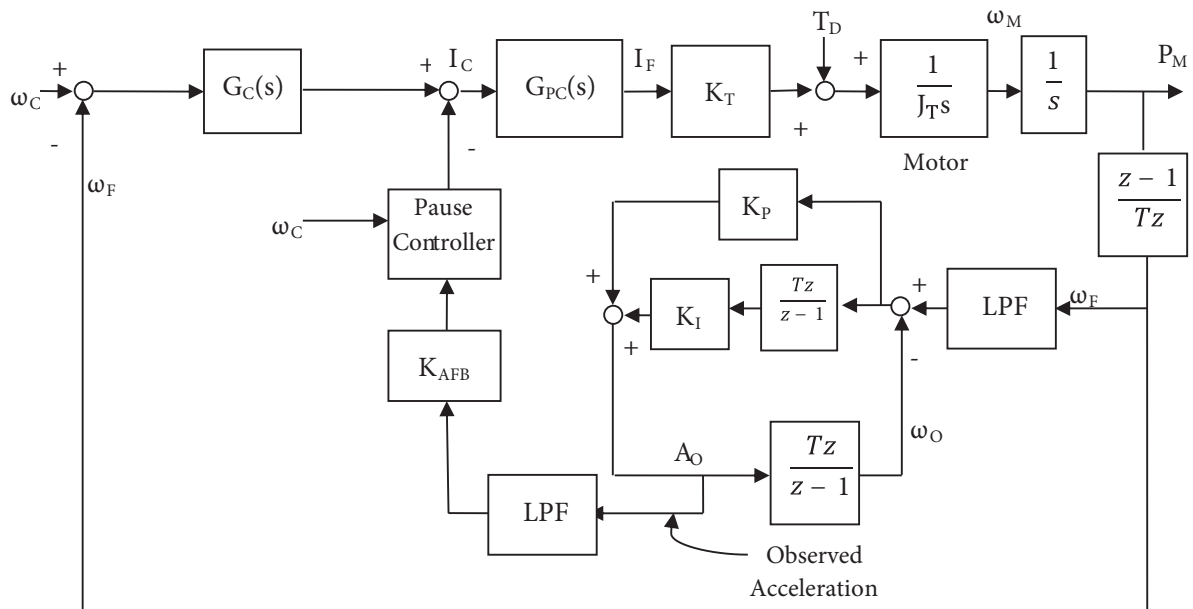 ω_C
+
-
ω_F
G_C(s)
+
I_C
-
G_PC(s)
I_F
K_T
T_D
+
+
1
J_T s
Motor
ω_M
1
s
P_M
z − 1
Tz
ω_C
Pause
Controller
K_AFB
K_P
+
+
K_I
Tz
z − 1
+
-
LPF
ω_F
ω_O
A_O
Tz
z − 1
LPF
Observed
Acceleration